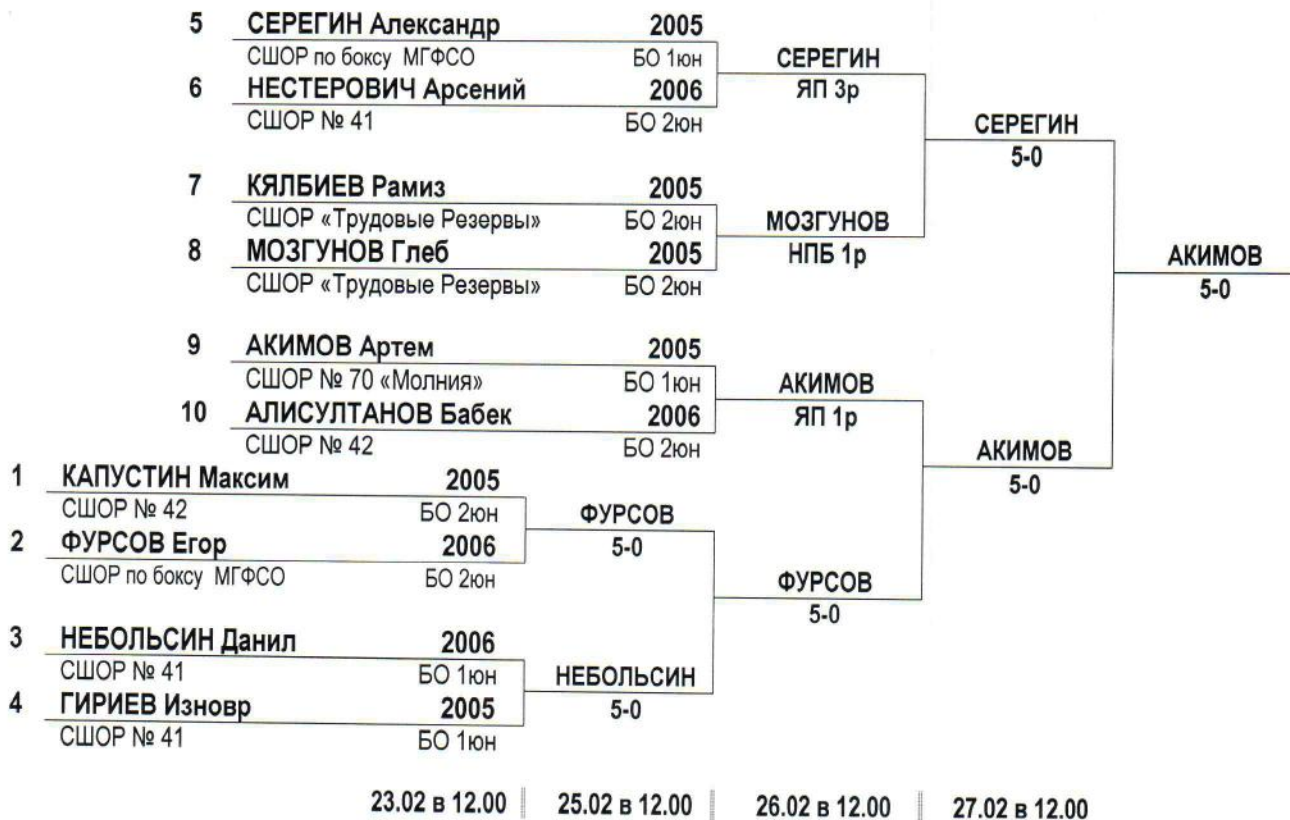 5 СЕРЕГИН Александр 2005
СШОР по боксу МГФСО БО 1юн
СЕРЕГИН
6 НЕСТЕРОВИЧ Арсений 2006
ЯП 3р
СШОР № 41 БО 2юн
СЕРЕГИН
5-0
7 КЯЛБИЕВ Рамиз 2005
СШОР «Трудовые Резервы» БО 2юн
МОЗГУНОВ
8 МОЗГУНОВ Глеб 2005
НПБ 1р
АКИМОВ
СШОР «Трудовые Резервы» БО 2юн
5-0
9 АКИМОВ Артем 2005
СШОР № 70 «Молния» БО 1юн
АКИМОВ
10 АЛИСУЛТАНОВ Бабек 2006
ЯП 1р
СШОР № 42 БО 2юн
АКИМОВ
5-0
1 КАПУСТИН Максим 2005
СШОР № 42 БО 2юн
ФУРСОВ
2 ФУРСОВ Егор 2006
5-0
СШОР по боксу МГФСО БО 2юн
ФУРСОВ
5-0
3 НЕБОЛЬСИН Данил 2006
СШОР № 41 БО 1юн
НЕБОЛЬСИН
4 ГИРИЕВ Изновр 2005
5-0
СШОР № 41 БО 1юн
23.02 в 12.00 25.02 в 12.00 26.02 в 12.00 27.02 в 12.00